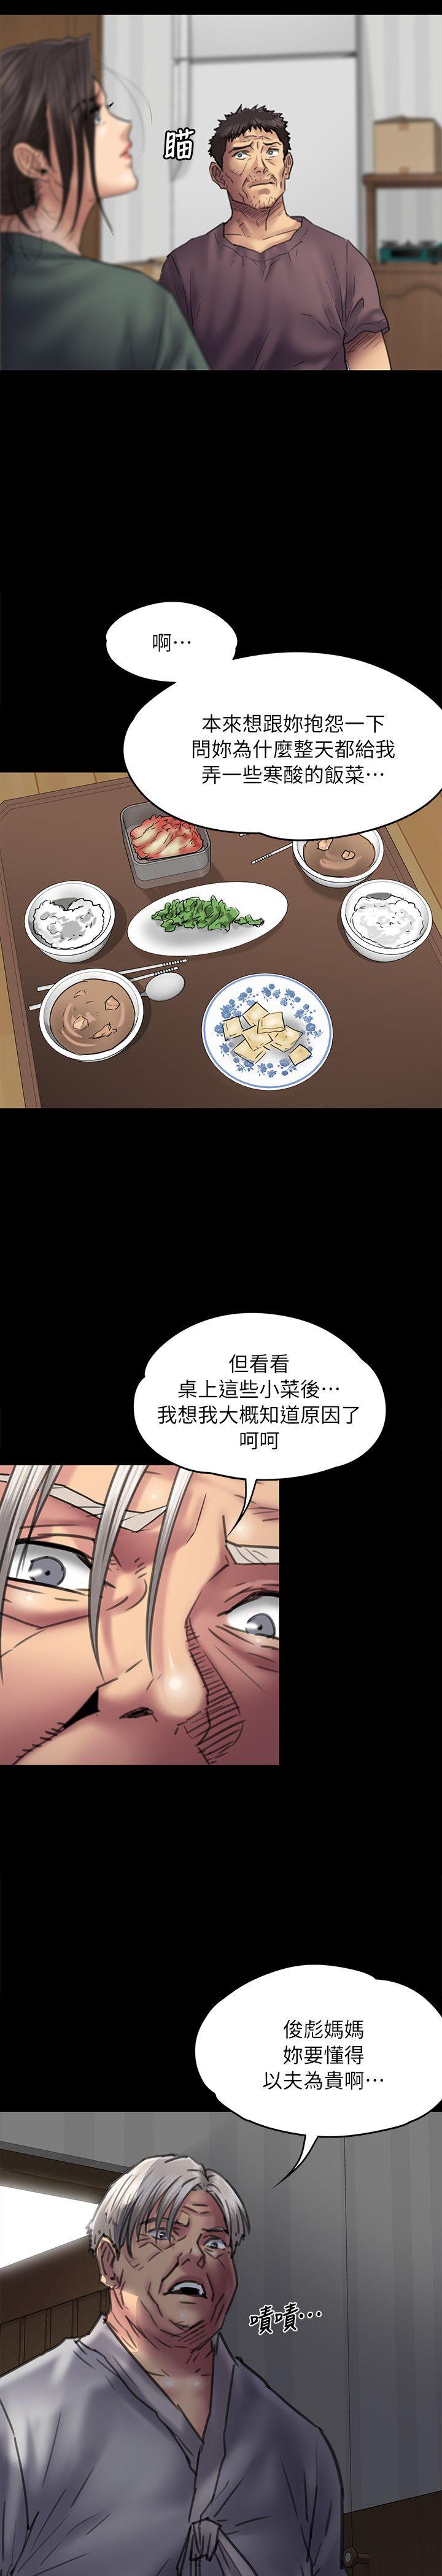 瞄
啊…
本來想跟妳抱怨一下
問妳為什麼整天都給我
弄一些寒酸的飯菜…
但看看
桌上這些小菜後…
我想我大概知道原因了
呵呵
俊彪媽媽
妳要懂得
以夫為貴啊…
嘖嘖…